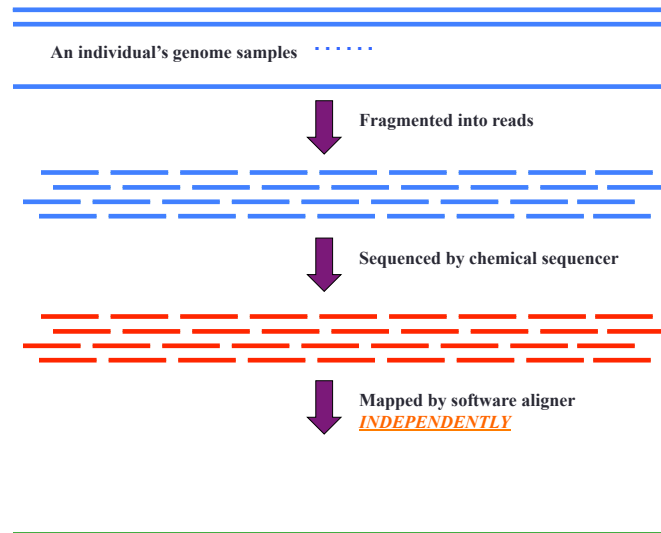 An individual’s genome samples ......
Fragmented into reads
Sequenced by chemical sequencer
Mapped by software aligner
INDEPENDENTLY